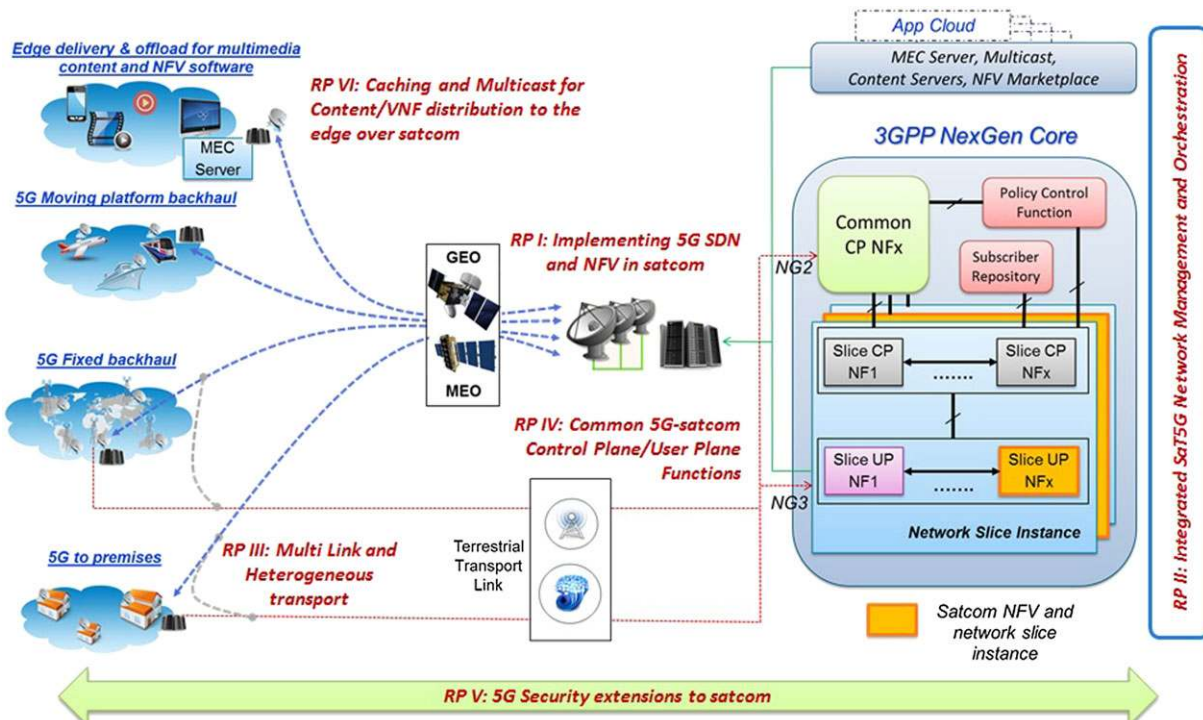 App Cloud
MEC Server, Multicast,
Content Servers, NFV Marketplace
Edge delivery & offload for multimedia
content and NFV software
MEC
Server
RP VI: Caching and Multicast for
Content/VNF distribution to the
edge over satcom
5G Moving platform backhaul
GEO
MEO
RP I: Implementing 5G SDN
and NFV in satcom
3GPP NexGen Core
Common
CP NFx
Policy Control
Function
Subscriber
Repository
NG2
Slice CP
NF1
.......
Slice CP
NFx
5G Fixed backhaul
RP IV: Common 5G-satcom
Control Plane/User Plane
Functions
NG3
Slice UP
NF1
.......
Slice UP
NFx
Network Slice Instance
5G to premises
RP III: Multi Link and
Heterogeneous
transport
Terrestrial
Transport
Link
Satcom NFV and
network slice
instance
RP II: Integrated SaT5G Network Management and Orchestration
RP V: 5G Security extensions to satcom